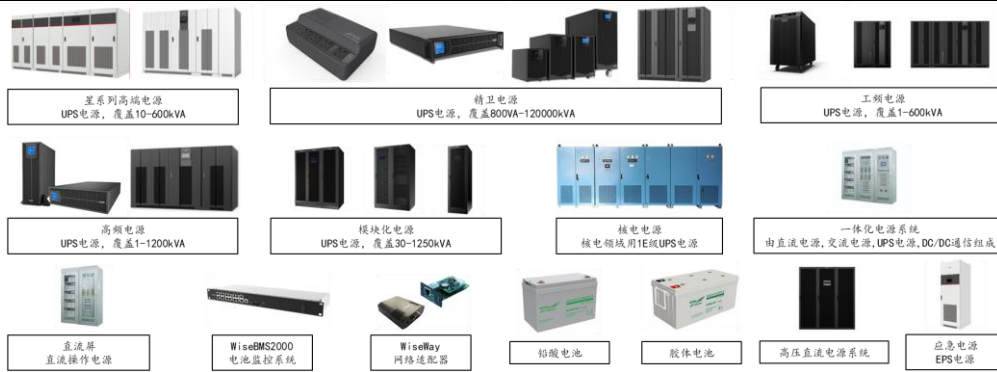 星系列高端电源
UPS电源, 覆盖10-600kVA
精卫电源
UPS电源, 覆盖800VA-120000kVA
工频电源
UPS电源, 覆盖1-600kVA
高频电源
UPS电源, 覆盖1-1200kVA
模块化电源
UPS电源, 覆盖30-1250kVA
核电电源
核电领域用1E级UPS电源
一体化电源系统
由直流电源,交流电源,UPS电源,DC/DC通信组成
直流屏
直流操作电源
WiseBMS2000
电池监控系统
WiseWay
网络适配器
铅酸电池
胶体电池
高压直流电源系统
应急电源
EPS电源